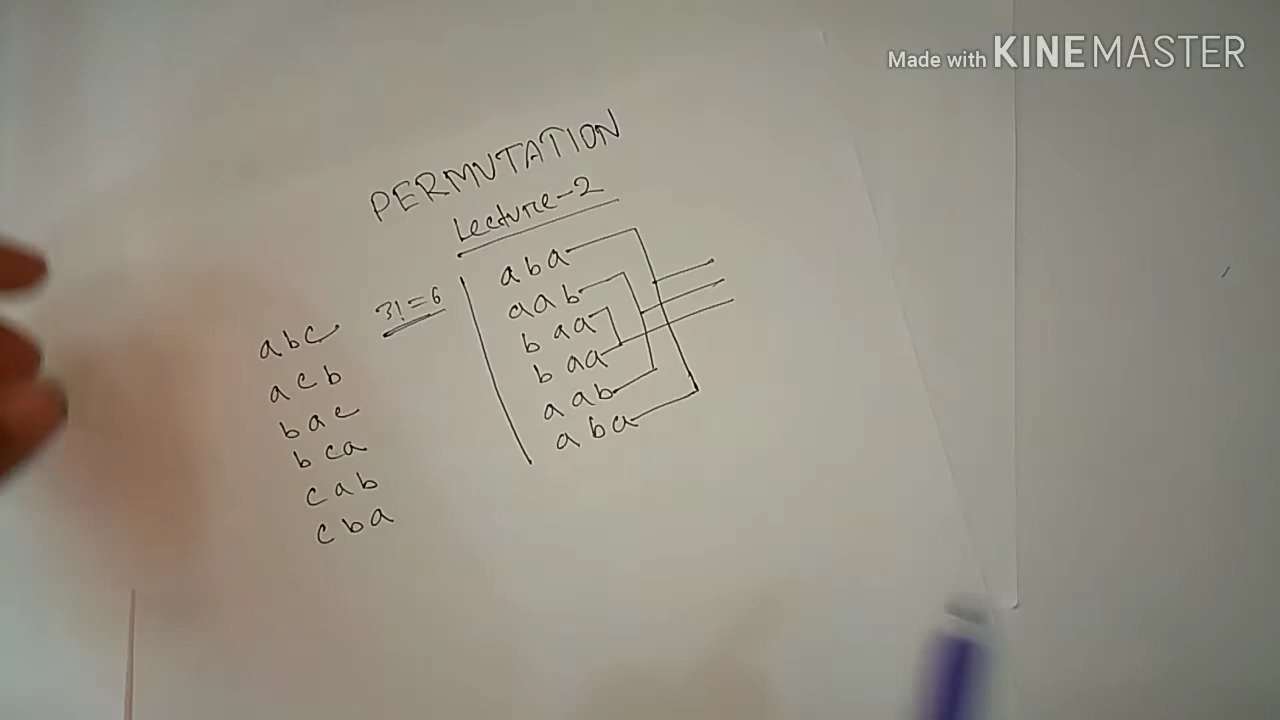 Made with KINEMASTER
PERMUTATION
Lecture-2
3! = 6
abc
acb
bac
bca
cab
cba
aba
aab
baa
baa
aab
aba